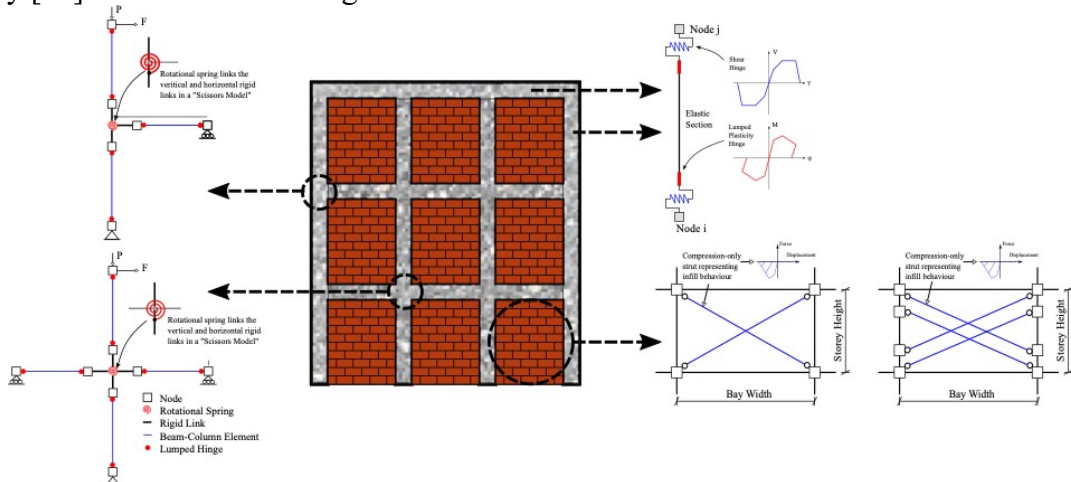 P
F
Rotational spring links the
veritical and horizontal rigid
links in a "Scissors Model"
P
F
Rotational spring links the
vertical and horizontal rigid
links in a "Scissors Model"
Node
Rotational Spring
Rigid Link
Beam-Column Element
Lumped Hinge
Node j
Shear
Hinge
V
γ
Elastic
Section
Lumped
Plasticity
Hinge
M
φ
Node i
Compression-only
strut representing
infill behaviour
Force
Displacement
Storey Height
Bay Width
Compression-only
strut representing
infill behaviour
Force
Displacement
Storey Height
Bay Width